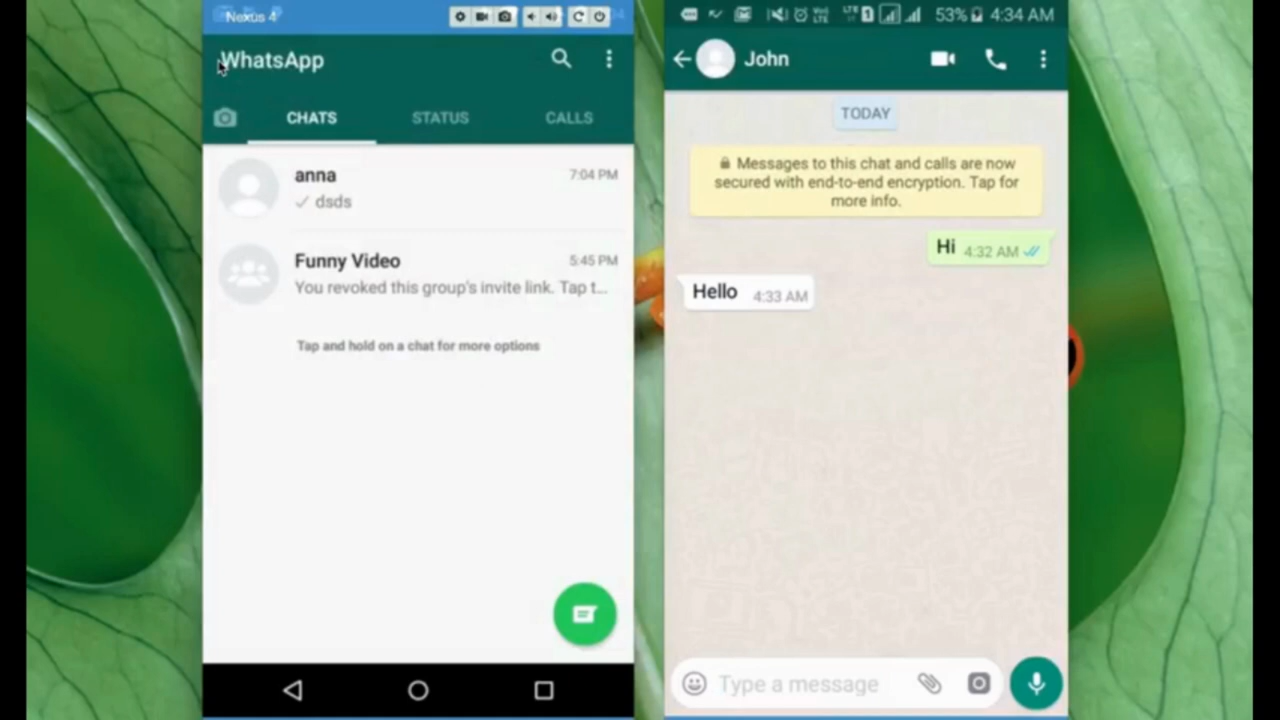 Nexus 4
WhatsApp
CHATS
STATUS
CALLS
anna
7:04 PM
dsds
Funny Video
5:45 PM
You revoked this group's invite link. Tap t...
Tap and hold on a chat for more options
53% 4:34 AM
John
TODAY
Messages to this chat and calls are now
secured with end-to-end encryption. Tap for
more info.
Hi 4:32 AM
Hello 4:33 AM
Type a message